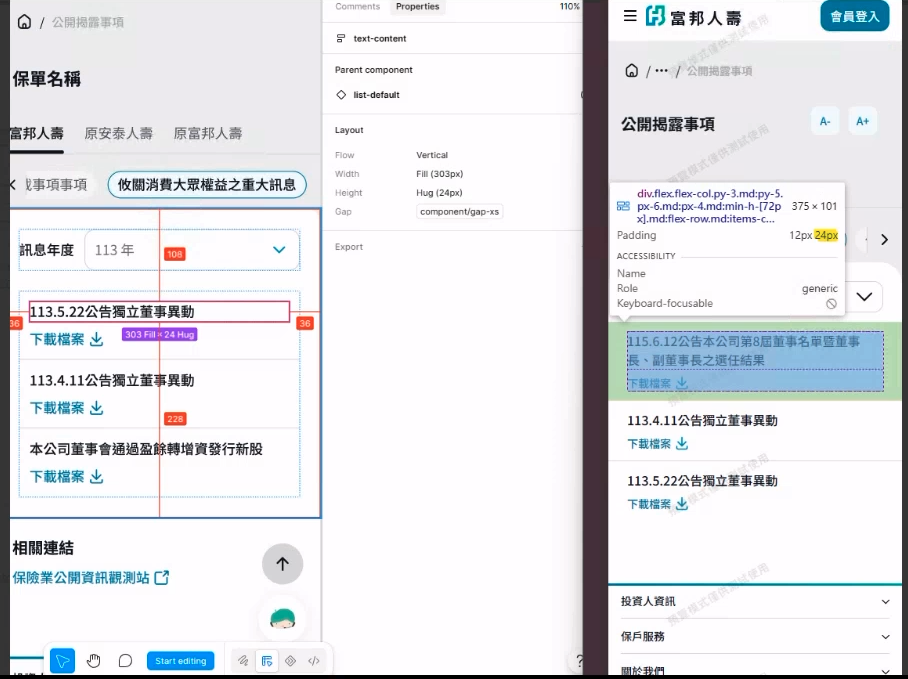 / 公開揭露事項
保單名稱
富邦人壽
原安泰人壽
原富邦人壽
事項事項
攸關消費大眾權益之重大訊息
訊息年度
113 年
108
36
36
113.5.22公告獨立董事異動
303 Fill × 24 Hug
下載檔案
113.4.11公告獨立董事異動
下載檔案
228
本公司董事會通過盈餘轉增資發行新股
下載檔案
相關連結
保險業公開資訊觀測站
Start editing
Comments
Properties
110%
text-content
Parent component
list-default
Layout
Flow
Vertical
Width
Fill (303px)
Height
Hug (24px)
Gap
component/gap-xs
Export
?
富邦人壽
會員登入
/ ··· / 公開揭露事項
公開揭露事項
A-
A+
div.flex.flex-col.py-3.md:py-5.
px-6.md:px-4.md:min-h-[72p
x].md:flex-row.md:items-c...
375 × 101
Padding
12px 24px
ACCESSIBILITY
Name
Role
generic
Keyboard-focusable
115.6.12公告本公司第8屆董事名單暨董事
長、副董事長之選任結果
下載檔案
113.4.11公告獨立董事異動
下載檔案
113.5.22公告獨立董事異動
下載檔案
投資人資訊
保戶服務
關於我們